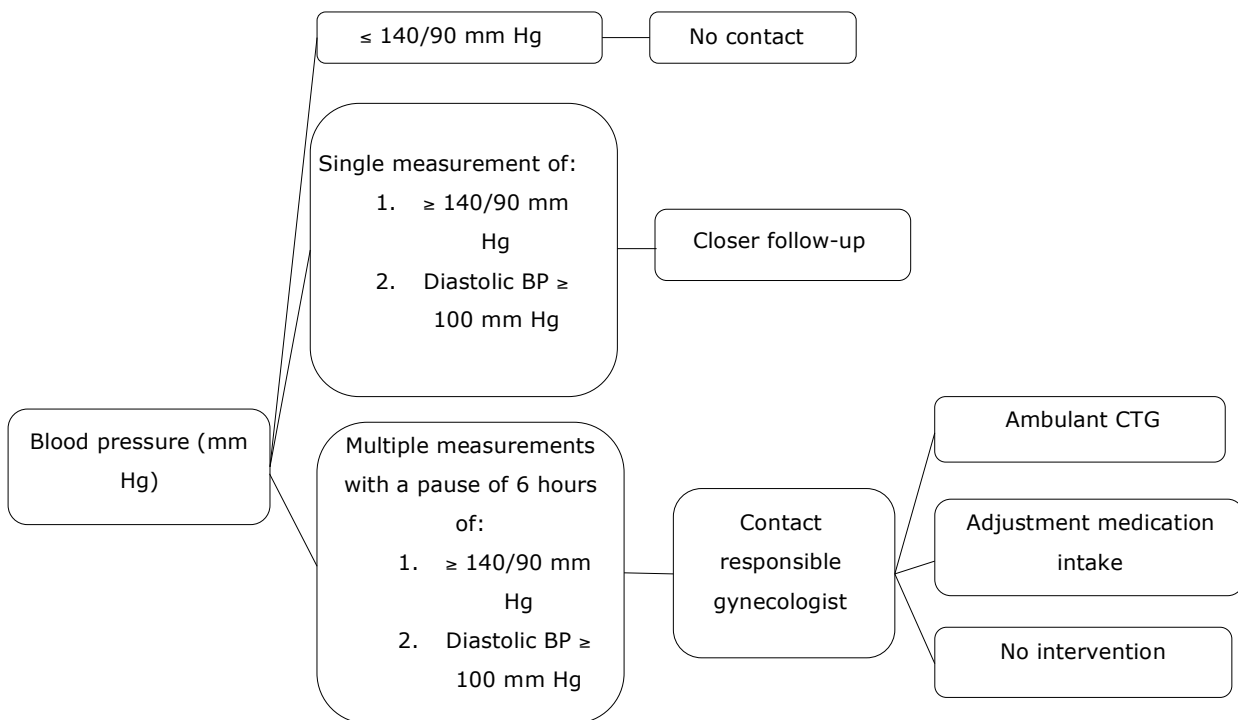 ≤ 140/90 mm Hg
No contact
Single measurement of:
1. ≥ 140/90 mm
Hg
2. Diastolic BP ≥
100 mm Hg
Closer follow-up
Blood pressure (mm
Hg)
Multiple measurements
with a pause of 6 hours
of:
1. ≥ 140/90 mm
Hg
2. Diastolic BP ≥
100 mm Hg
Contact
responsible
gynecologist
Ambulant CTG
Adjustment medication
intake
No intervention